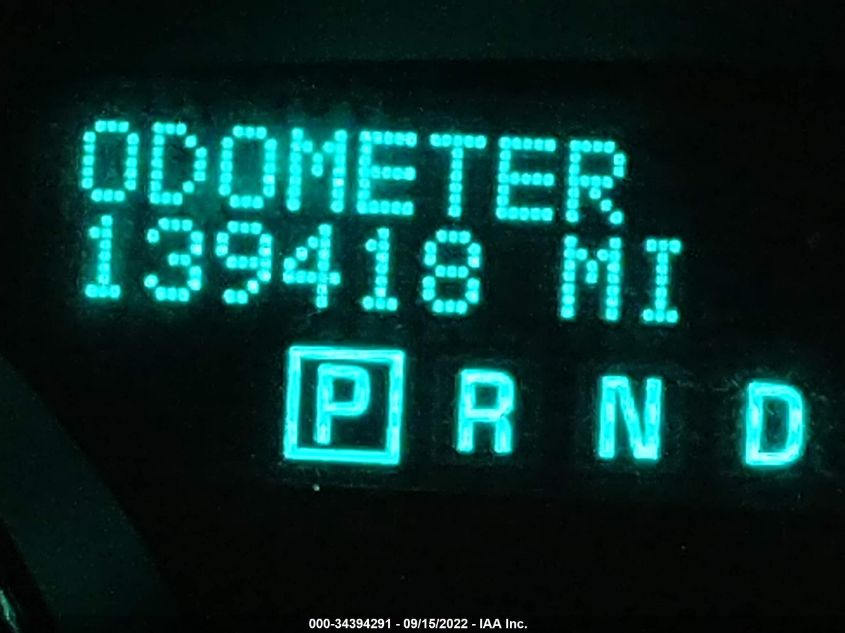 ODOMETER
139418 MI
P R N D
000-34394291 - 09/15/2022 - IAA Inc.